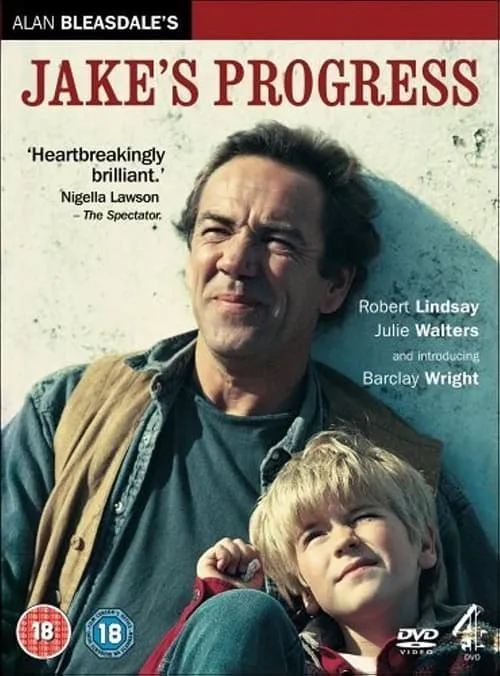 ALAN BLEASDALE'S
JAKE'S PROGRESS
'Heartbreakingly
brilliant.'
Nigella Lawson
– The Spectator.
Robert Lindsay
Julie Walters
and introducing
Barclay Wright
18
18
DVD
VIDEO
4
DVD